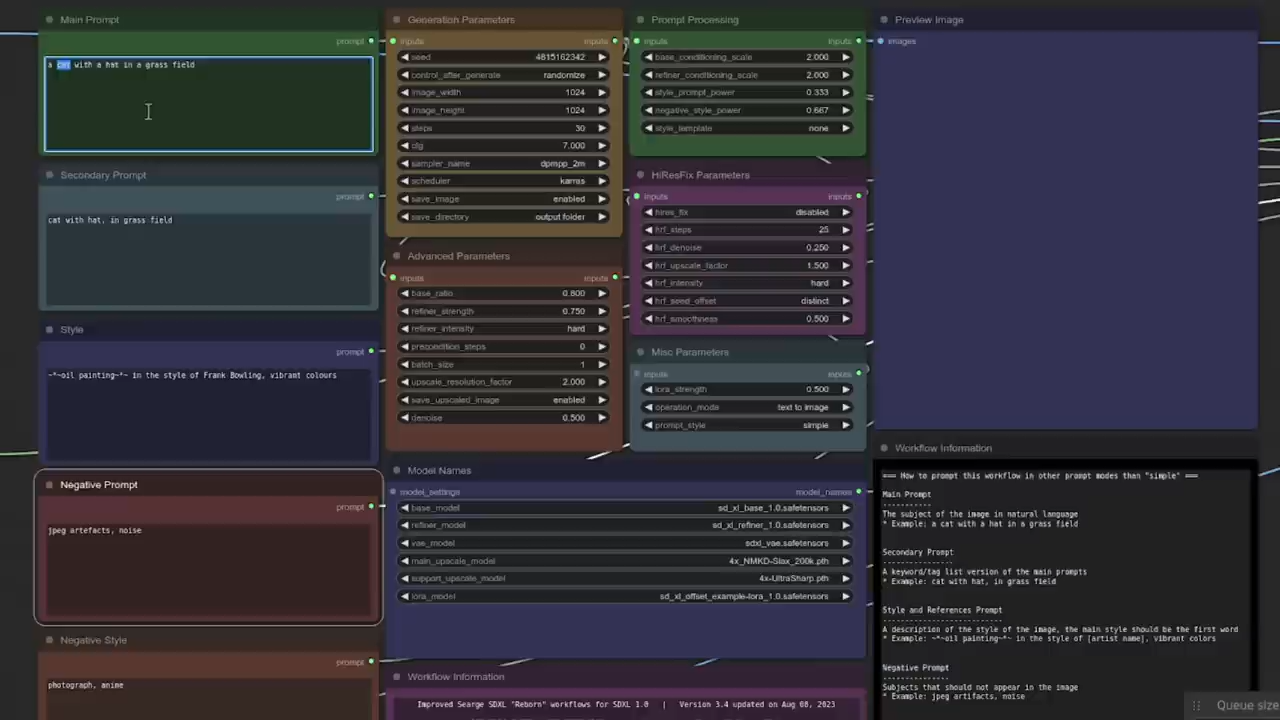 Main Prompt
prompt
a cat with a hat in a grass field
Secondary Prompt
prompt
cat with hat, in grass field
Style
prompt
~*~oil painting~*~ in the style of Frank Bowling, vibrant colours
Negative Prompt
prompt
jpeg artefacts, noise
Negative Style
prompt
photograph, anime
Generation Parameters
inputs inputs
seed 4815162342
control_after_generate randomize
image_width 1024
image_height 1024
steps 30
cfg 7.000
sampler_name dpmpp_2m
scheduler karras
save_image enabled
save_directory output folder
Advanced Parameters
inputs inputs
base_ratio 0.800
refiner_strength 0.750
refiner_intensity hard
precondition_steps 0
batch_size 1
upscale_resolution_factor 2.000
save_upscaled_image enabled
denoise 0.500
Prompt Processing
inputs inputs
base_conditioning_scale 2.000
refiner_conditioning_scale 2.000
style_prompt_power 0.333
negative_style_power 0.667
style_template none
HiResFix Parameters
inputs inputs
hires_fix disabled
hrf_steps 25
hrf_denoise 0.250
hrf_upscale_factor 1.500
hrf_intensity hard
hrf_seed_offset distinct
hrf_smoothness 0.500
Misc Parameters
inputs inputs
lora_strength 0.500
operation_mode text to image
prompt_style simple
Model Names
model_settings model_names
base_model sd_xl_base_1.0.safetensors
refiner_model sd_xl_refiner_1.0.safetensors
vae_model sdxl_vae.safetensors
main_upscale_model 4x_NMKD-Siax_200k.pth
support_upscale_model 4x-UltraSharp.pth
lora_model sd_xl_offset_example-lora_1.0.safetensors
Workflow Information
Improved Searge SDXL "Reborn" workflows for SDXL 1.0 | Version 3.4 updated on Aug 08, 2023
Preview Image
images
Workflow Information
=== How to prompt this workflow in other prompt modes than "simple" ===
Main Prompt
-----------
The subject of the image in natural language
* Example: a cat with a hat in a grass field
Secondary Prompt
----------------
A keyword/tag list version of the main prompts
* Example: cat with hat, in grass field
Style and References Prompt
---------------------------
A description of the style of the image, the main style should be the first word
* Example: ~*~oil painting~*~ in the style of [artist name], vibrant colors
Negative Prompt
---------------
Subjects that should not appear in the image
* Example: jpeg artifacts, noise
Queue size